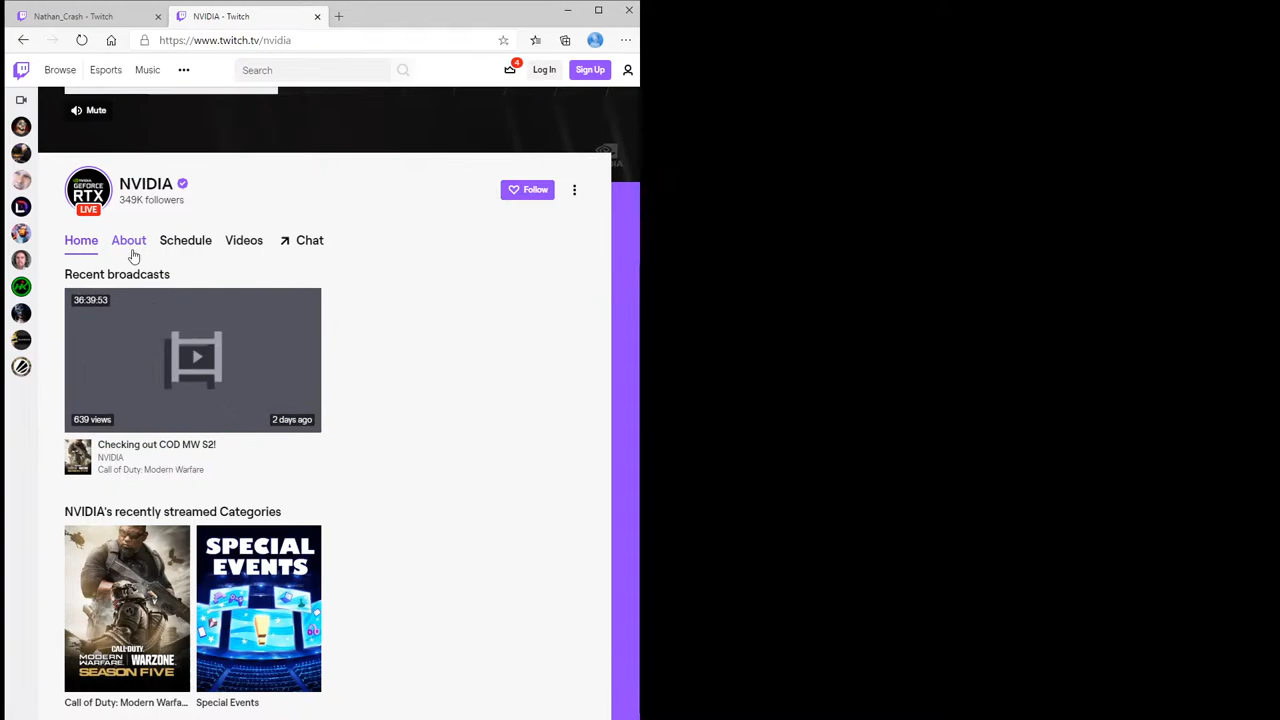 Nathan_Crash - Twitch
NVIDIA - Twitch
https://www.twitch.tv/nvidia
Browse
Esports
Music
Search
4
Log In
Sign Up
Mute
NVIDIA
GEFORCE
RTX
LIVE
NVIDIA
349K followers
Follow
Home
About
Schedule
Videos
Chat
Recent broadcasts
36:39:53
639 views
2 days ago
Checking out COD MW S2!
NVIDIA
Call of Duty: Modern Warfare
NVIDIA's recently streamed Categories
CALL OF DUTY
MODERN WARFARE
WARZONE
SEASON FIVE
SPECIAL
EVENTS
Call of Duty: Modern Warfa...
Special Events